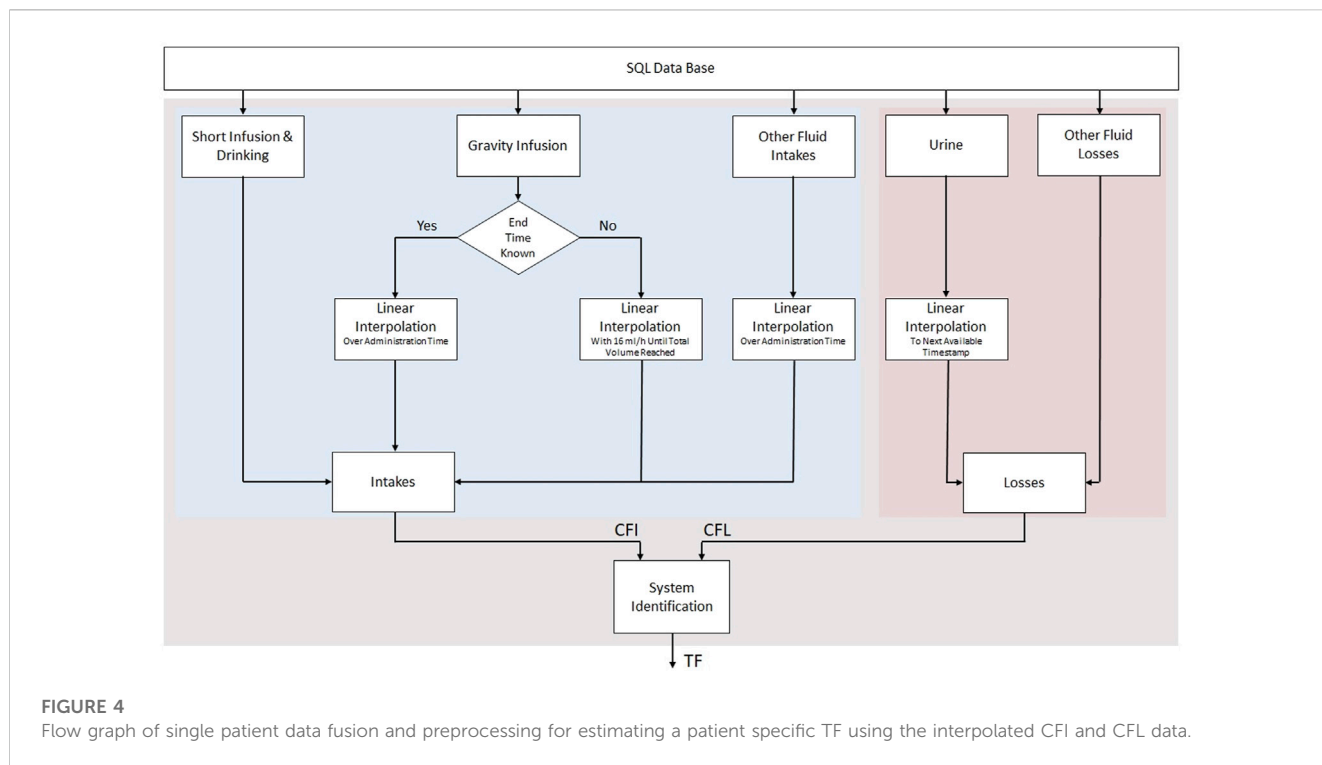 SQL Data Base
Short Infusion &
Drinking
Gravity Infusion
Other Fluid
Intakes
Urine
Other Fluid
Losses
Yes
End
Time
Known
No
Linear
Interpolation
Over Administration Time
Linear
Interpolation
With 16 ml/h Until Total
Volume Reached
Linear
Interpolation
Over Administration Time
Linear
Interpolation
To Next Available
Timestamp
Intakes
Losses
CFI
CFL
System
Identification
TF
FIGURE 4
Flow graph of single patient data fusion and preprocessing for estimating a patient specific TF using the interpolated CFI and CFL data.